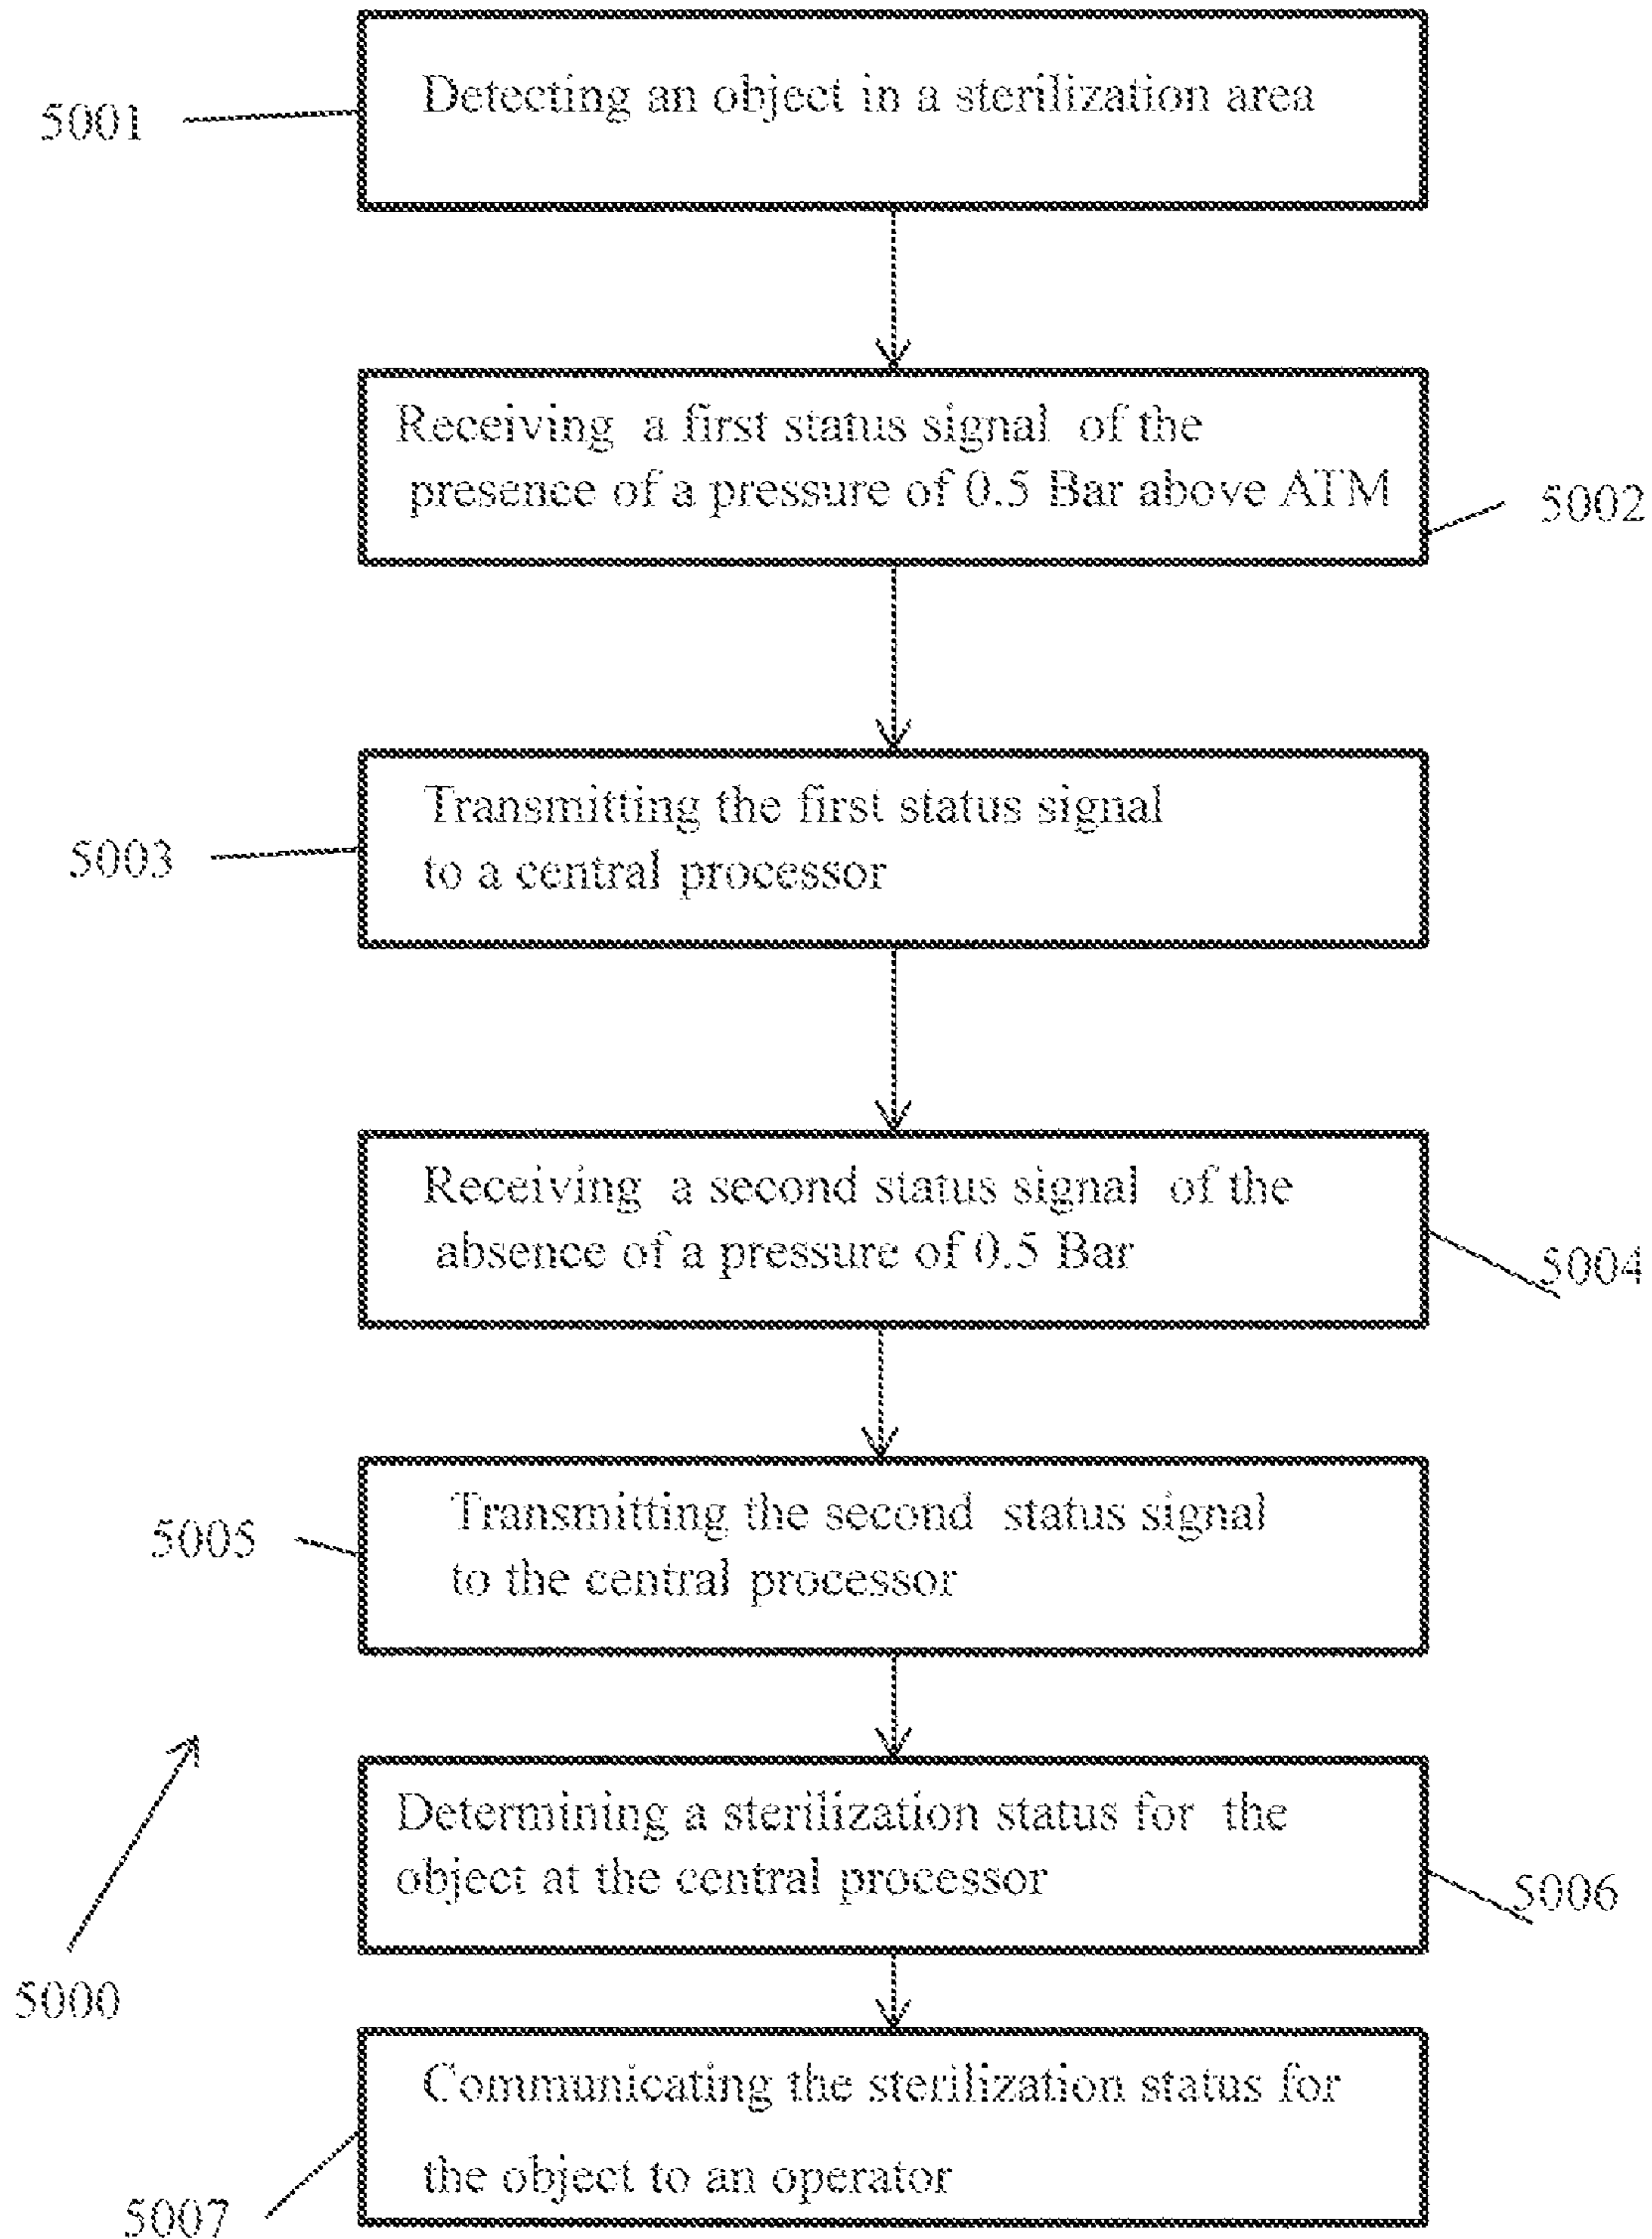 Detecting an object in a sterilization area
5001
Receiving a first status signal of the
presence of a pressure of 0.5 Bar above ATM
5002
Transmitting the first status signal
to a central processor
5003
Receiving a second status signal of the
absence of a pressure of 0.5 Bar
5004
Transmitting the second status signal
to the central processor
5005
Determining a sterilization status for the
object at the central processor
5006
5000
Communicating the sterilization status for
the object to an operator
5007